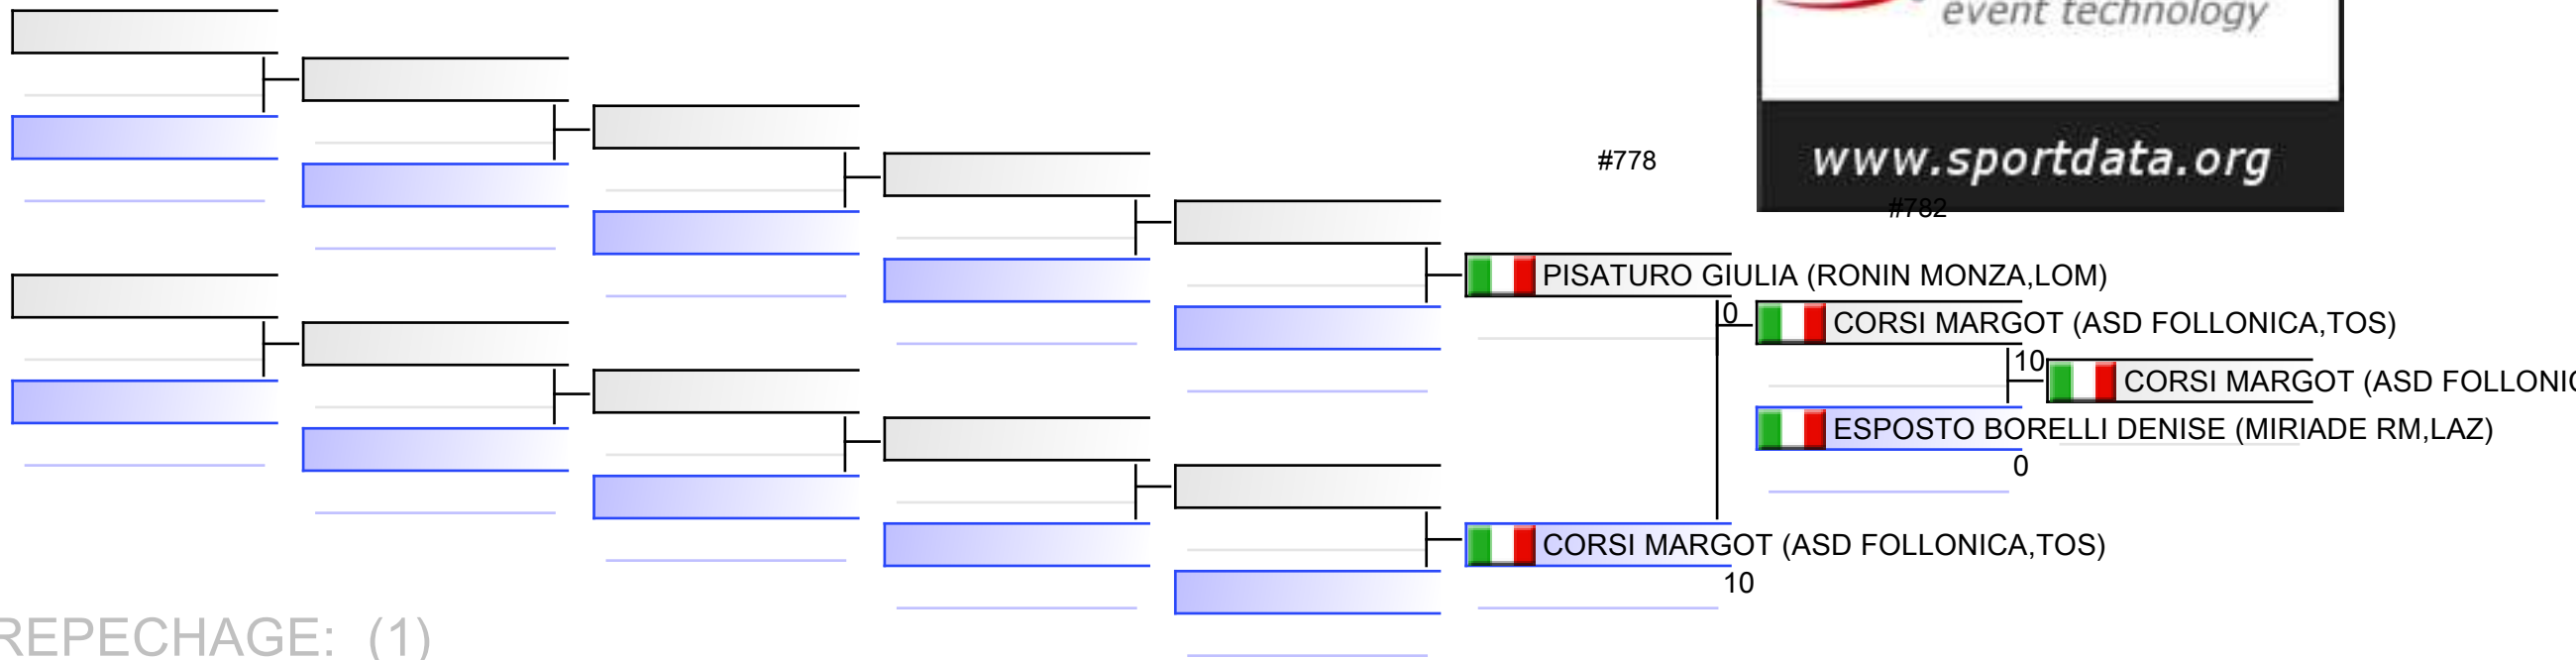 event technology
www.sportdata.org
#778
#782
PISATURO GIULIA (RONIN MONZA,LOM)
0
CORSI MARGOT (ASD FOLLONICA,TOS)
10
CORSI MARGOT (ASD FOLLONIC
ESPOSTO BORELLI DENISE (MIRIADE RM,LAZ)
0
CORSI MARGOT (ASD FOLLONICA,TOS)
10
REPECHAGE: (1)